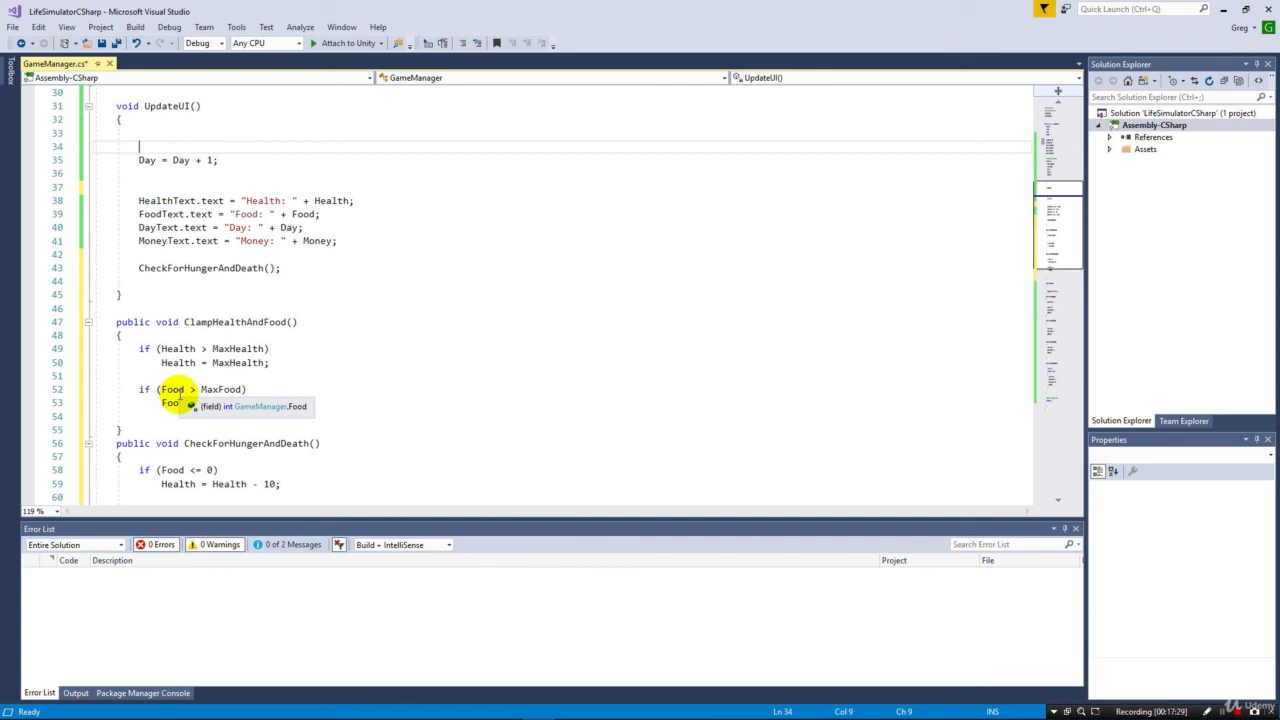 LifeSimulatorCSharp - Microsoft Visual Studio
Quick Launch (Ctrl+Q)
File Edit View Project Build Debug Team Tools Test Analyze Window Help
Greg G
Debug Any CPU Attach to Unity
Toolbox
GameManager.cs*
Assembly-CSharp GameManager UpdateUI()
30
31 void UpdateUI()
32 {
33
34
35 Day = Day + 1;
36
37
38 HealthText.text = "Health: " + Health;
39 FoodText.text = "Food: " + Food;
40 DayText.text = "Day: " + Day;
41 MoneyText.text = "Money: " + Money;
42
43 CheckForHungerAndDeath();
44
45 }
46
47 public void ClampHealthAndFood()
48 {
49 if (Health > MaxHealth)
50 Health = MaxHealth;
51
52 if (Food > MaxFood)
53 Foo
(field) int GameManager.Food
54
55 }
56 public void CheckForHungerAndDeath()
57 {
58 if (Food <= 0)
59 Health = Health - 10;
60
119 %
Solution Explorer
Search Solution Explorer (Ctrl+;)
Solution 'LifeSimulatorCSharp' (1 project)
Assembly-CSharp
References
Assets
Solution Explorer Team Explorer
Properties
Error List
Entire Solution 0 Errors 0 Warnings 0 of 2 Messages Build + IntelliSense Search Error List
Code Description Project File
Error List Output Package Manager Console
Ready Ln 34 Col 9 Ch 9 INS Recording [00:17:29]
Udemy